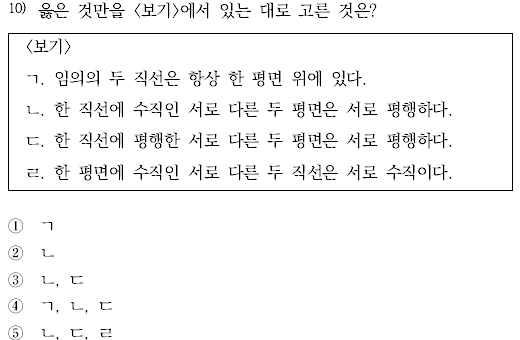 10) 옳은 것만을 〈보기〉에서 있는 대로 고른 것은?
〈보기〉
ㄱ. 임의의 두 직선은 항상 한 평면 위에 있다.
ㄴ. 한 직선에 수직인 서로 다른 두 평면은 서로 평행하다.
ㄷ. 한 직선에 평행한 서로 다른 두 평면은 서로 평행하다.
ㄹ. 한 평면에 수직인 서로 다른 두 직선은 서로 수직이다.
① ㄱ
② ㄴ
③ ㄴ, ㄷ
④ ㄱ, ㄴ, ㄷ
⑤ ㄴ, ㄷ, ㄹ